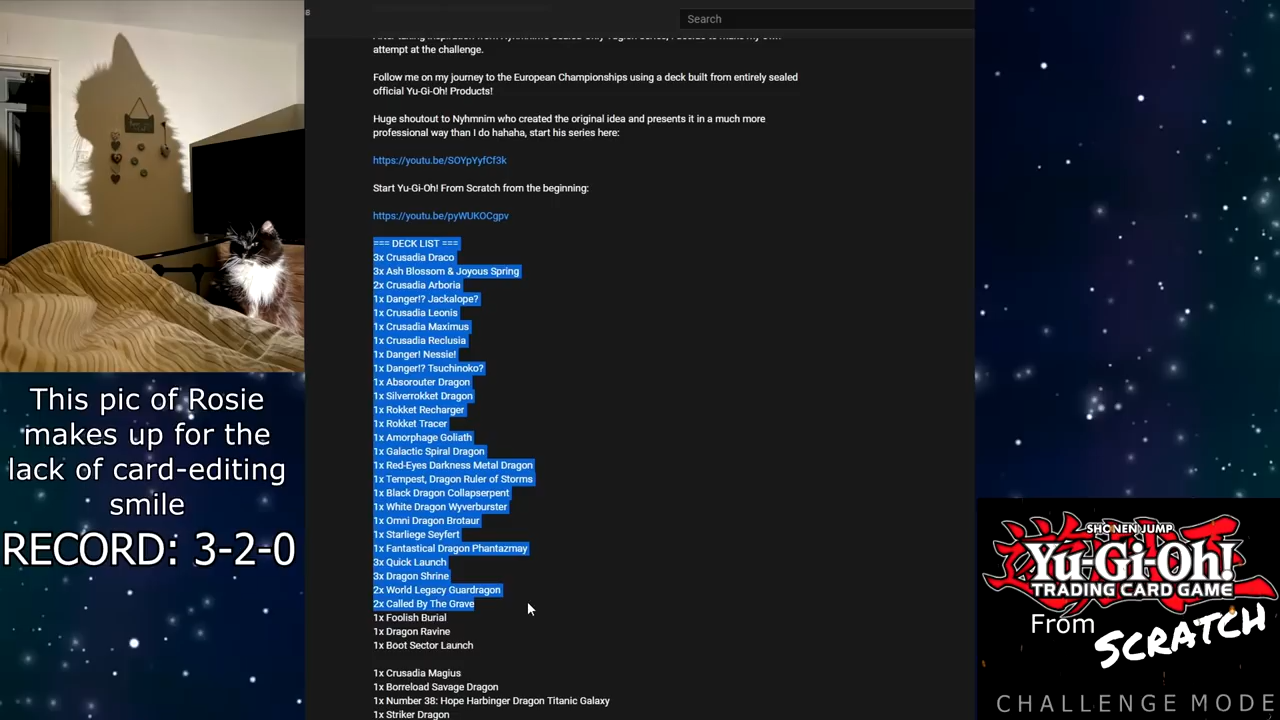 Search
attempt at the challenge.
Follow me on my journey to the European Championships using a deck built from entirely sealed
official Yu-Gi-Oh! Products!
Huge shoutout to Nyhmnim who created the original idea and presents it in a much more
professional way than I do hahaha, start his series here:
https://youtu.be/SOYpYyfCf3k
Start Yu-Gi-Oh! From Scratch from the beginning:
https://youtu.be/pyWUKOCgpv
=== DECK LIST ===
3x Crusadia Draco
3x Ash Blossom & Joyous Spring
2x Crusadia Arboria
1x Danger!? Jackalope?
1x Crusadia Leonis
1x Crusadia Maximus
1x Crusadia Reclusia
1x Danger! Nessie!
1x Danger!? Tsuchinoko?
1x Absorouter Dragon
1x Silverrokket Dragon
1x Rokket Recharger
1x Rokket Tracer
1x Amorphage Goliath
1x Galactic Spiral Dragon
1x Red-Eyes Darkness Metal Dragon
1x Tempest, Dragon Ruler of Storms
1x Black Dragon Collapserpent
1x White Dragon Wyverburster
1x Omni Dragon Brotaur
1x Starliege Seyfert
1x Fantastical Dragon Phantazmay
3x Quick Launch
3x Dragon Shrine
2x World Legacy Guardragon
2x Called By The Grave
1x Foolish Burial
1x Dragon Ravine
1x Boot Sector Launch
1x Crusadia Magius
1x Borreload Savage Dragon
1x Number 38: Hope Harbinger Dragon Titanic Galaxy
1x Striker Dragon
This pic of Rosie
makes up for the
lack of card-editing
smile
RECORD: 3-2-0
SHONEN JUMP
Yu-Gi-Oh!
TRADING CARD GAME
From
SCRATCH
CHALLENGE MODE